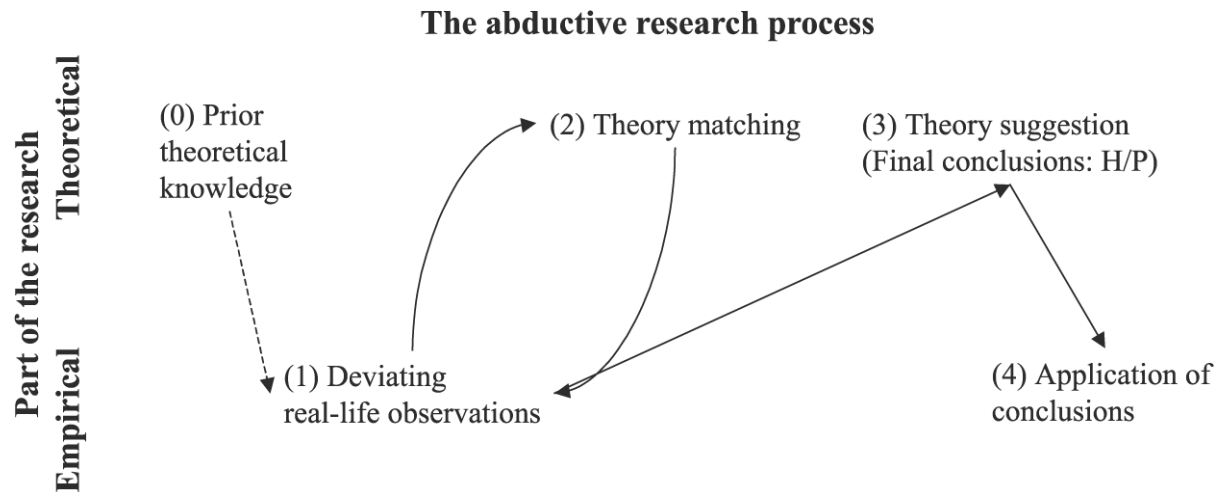 The abductive research process
Part of the research
Theoretical
Empirical
(0) Prior
theoretical
knowledge
(2) Theory matching
(3) Theory suggestion
(Final conclusions: H/P)
(1) Deviating
real-life observations
(4) Application of
conclusions